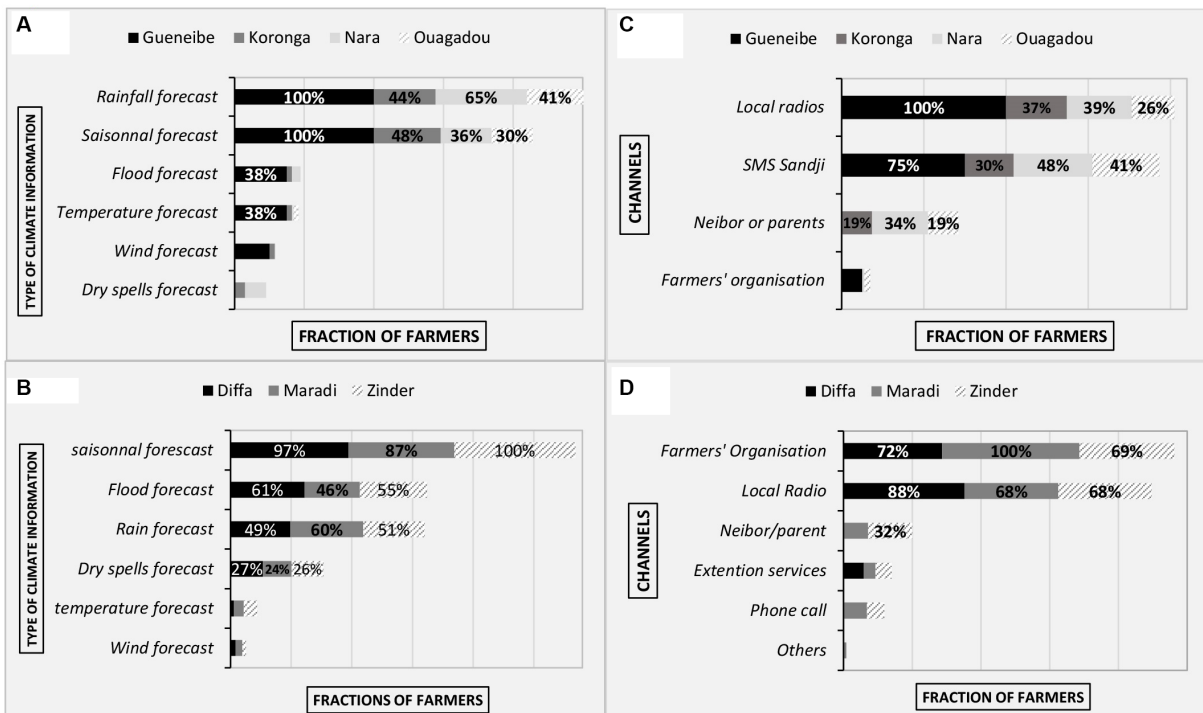 A
Gueneibe Koronga Nara Ouagadou
TYPE OF CLIMATE INFORMATION
Rainfall forecast 100% 44% 65% 41%
Saisonnal forecast 100% 48% 36% 30%
Flood forecast 38%
Temperature forecast 38%
Wind forecast
Dry spells forecast
FRACTION OF FARMERS
C
Gueneibe Koronga Nara Ouagadou
CHANNELS
Local radios 100% 37% 39% 26%
SMS Sandji 75% 30% 48% 41%
Neibor or parents 19% 34% 19%
Farmers' organisation
FRACTION OF FARMERS
B
Diffa Maradi Zinder
TYPE OF CLIMATE INFORMATION
saisonnal forescast 97% 87% 100%
Flood forecast 61% 46% 55%
Rain forecast 49% 60% 51%
Dry spells forecast 27% 24% 26%
temperature forecast
Wind forecast
FRACTIONS OF FARMERS
D
Diffa Maradi Zinder
CHANNELS
Farmers' Organisation 72% 100% 69%
Local Radio 88% 68% 68%
Neibor/parent 32%
Extention services
Phone call
Others
FRACTION OF FARMERS